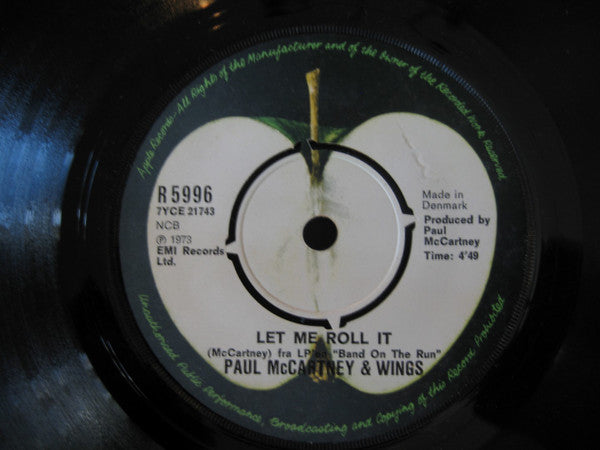 Apple Records - All Rights of the Manufacturer and of the Owner of the Recorded Work Reserved.
R 5996
7YCE 21743
NCB
℗ 1973
EMI Records
Ltd.
Made in
Denmark
Produced by
Paul
McCartney
Time: 4'49
LET ME ROLL IT
(McCartney) fra LP'en "Band On The Run"
PAUL McCARTNEY & WINGS
Unauthorised Public Performance, Broadcasting and Copying of this Record Prohibited